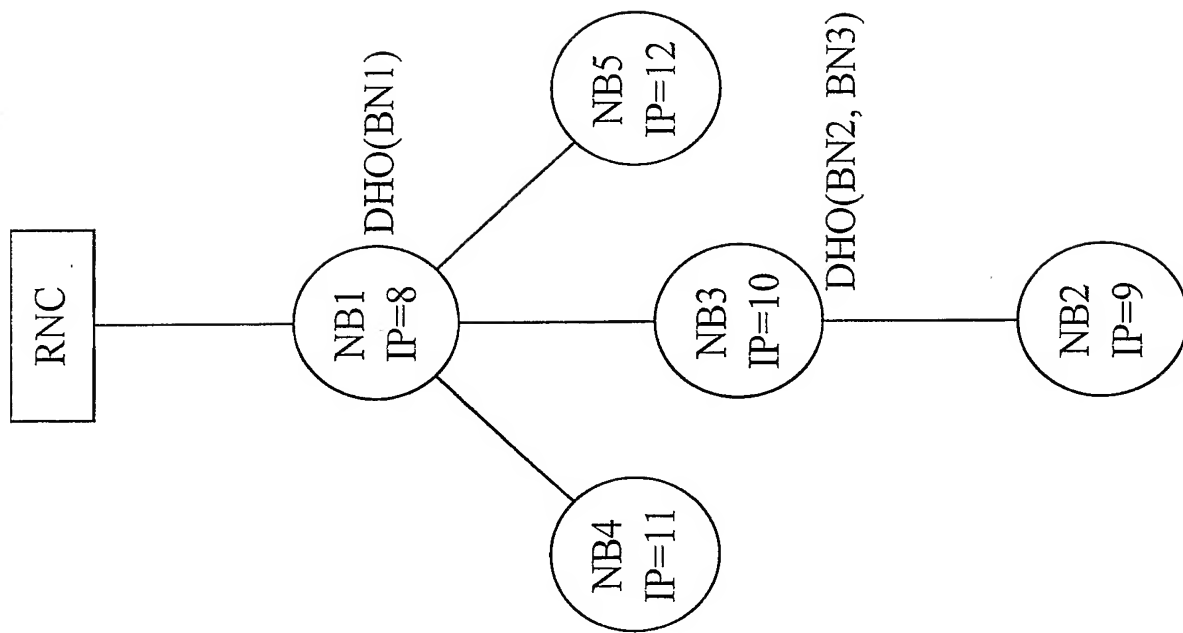 RNC
NB1
IP=8
DHO(BN1)
NB4
IP=11
NB3
IP=10
NB5
IP=12
DHO(BN2, BN3)
NB2
IP=9